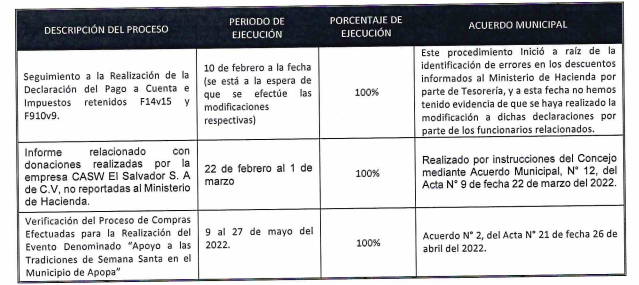 DESCRIPCIÓN DEL PROCESO
PERIODO DE
EJECUCIÓN
PORCENTAJE DE
EJECUCIÓN
ACUERDO MUNICIPAL
Seguimiento a la Realización de la
Declaración del Pago a Cuenta e
Impuestos retenidos F14v15 y
F910v9.
10 de febrero a la fecha
(se está a la espera de
que se efectúe las
modificaciones
respectivas)
100%
Este procedimiento Inició a raíz de la
identificación de errores en los descuentos
informados al Ministerio de Hacienda por
parte de Tesorería, y a esta fecha no hemos
tenido evidencia de que se haya realizado la
modificación a dichas declaraciones por
parte de los funcionarios relacionados.
Informe relacionado con
donaciones realizadas por la
empresa CASW El Salvador S. A
de C.V, no reportadas al Ministerio
de Hacienda.
22 de febrero al 1 de
marzo
100%
Realizado por instrucciones del Concejo
mediante Acuerdo Municipal, N° 12, del
Acta N° 9 de fecha 22 de marzo del 2022.
Verificación del Proceso de Compras
Efectuadas para la Realización del
Evento Denominado “Apoyo a las
Tradiciones de Semana Santa en el
Municipio de Apopa”
9 al 27 de mayo del
2022.
100%
Acuerdo N° 2, del Acta N° 21 de fecha 26 de
abril del 2022.